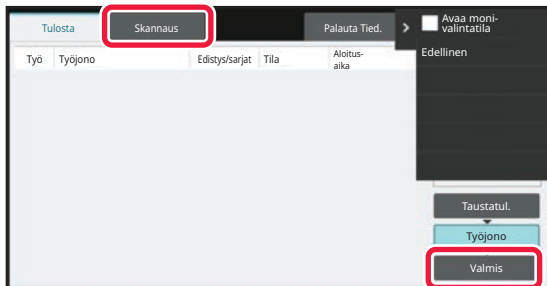 Tulosta
Skannaus
Palauta Tied.
Avaa moni-
valintatila
Edellinen
Työ
Työjono
Edistys/sarjat
Tila
Aloitus-
aika
Taustatul.
Työjono
Valmis